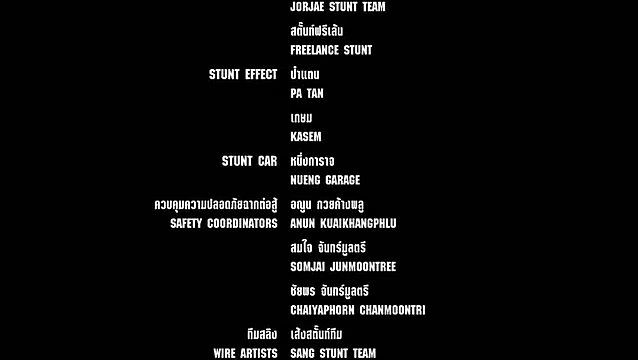 JORJAE STUNT TEAM
สตั๊นท์ฟรีเล้น
FREELANCE STUNT
STUNT EFFECT ป๋าแตน
PA TAN
เกษม
KASEM
STUNT CAR หนึ่งการาจ
NUENG GARAGE
ควบคุมความปลอดภัยฉากต่อสู้ อญูน กวยค้างพลู
SAFETY COORDINATORS ANUN KUAIKHANGPHLU
สมใจ จันทร์มูลตรี
SOMJAI JUNMOONTREE
ชัยพร จันทร์มูลตรี
CHAIYAPHORN CHANMOONTRI
ทีมสลิง เส้งสตั๊นท์ทีม
WIRE ARTISTS SANG STUNT TEAM